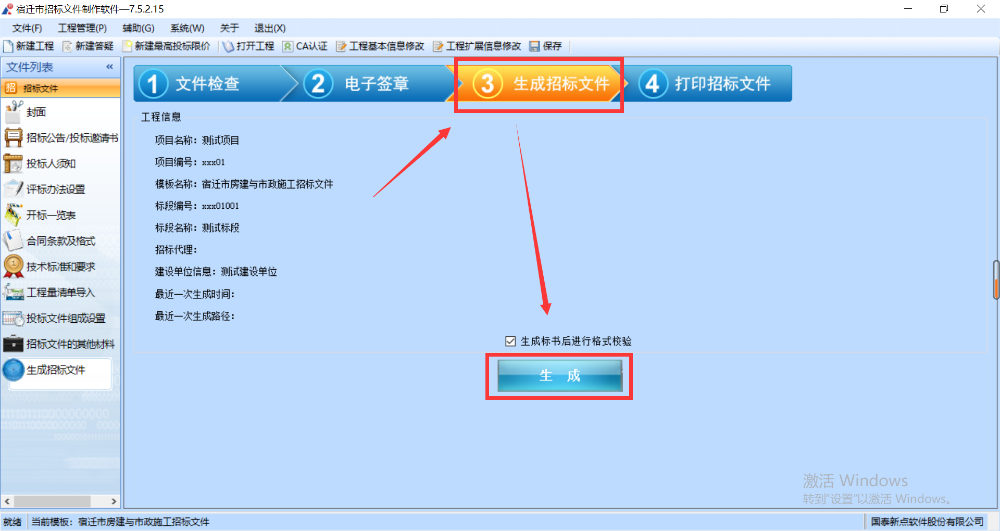 宿迁市招标文件制作软件—7.5.2.15
文件(F) 工程管理(P) 辅助(G) 系统(W) 关于 退出(X)
新建工程 新建答疑 新建最高投标限价 打开工程 CA认证 工程基本信息修改 工程扩展信息修改 保存
文件列表 «
招 招标文件
封面
招标公告/投标邀请书
投标人须知
评标办法设置
开标一览表
合同条款及格式
技术标准和要求
工程量清单导入
投标文件组成设置
招标文件的其他材料
生成招标文件
1 文件检查 2 电子签章 3 生成招标文件 4 打印招标文件
工程信息
项目名称：测试项目
项目编号：xxx01
模板名称：宿迁市房建与市政施工招标文件
标段编号：xxx01001
标段名称：测试标段
招标代理：
建设单位信息：测试建设单位
最近一次生成时间：
最近一次生成路径：
生成标书后进行格式校验
生 成
激活 Windows
转到“设置”以激活 Windows。
就绪 当前模板：宿迁市房建与市政施工招标文件 国泰新点软件股份有限公司